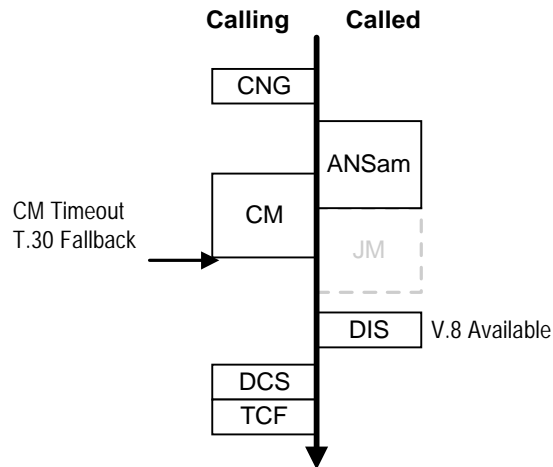 Calling Called
CNG
ANSam
CM
CM Timeout
T.30 Fallback
JM
DIS V.8 Available
DCS
TCF